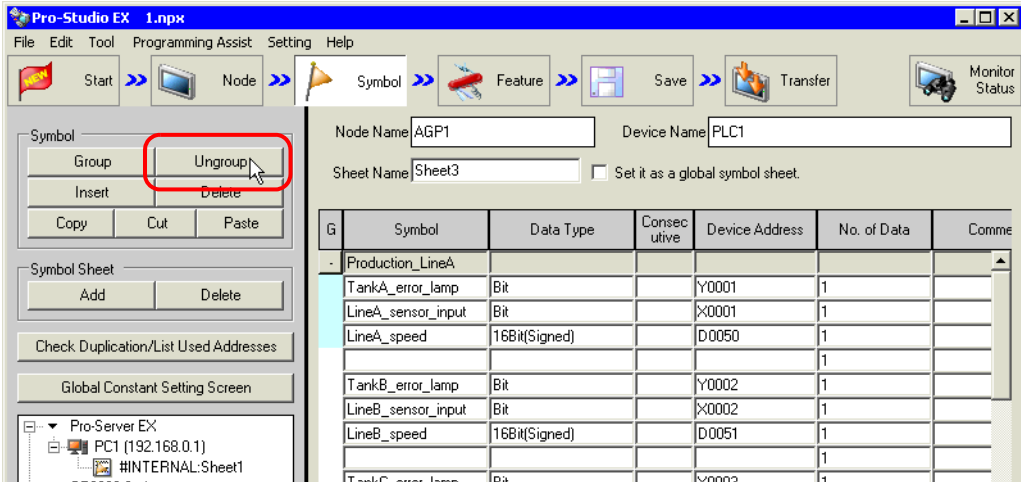 Pro-Studio EX 1.npx
File Edit Tool Programming Assist Setting Help
NEW Start Node Symbol Feature Save Transfer Monitor Status
Symbol
Group Ungroup
Insert Delete
Copy Cut Paste
Symbol Sheet
Add Delete
Check Duplication/List Used Addresses
Global Constant Setting Screen
Pro-Server EX
PC1 (192.168.0.1)
#INTERNAL:Sheet1
Node Name AGP1 Device Name PLC1
Sheet Name Sheet3 Set it as a global symbol sheet.
G Symbol Data Type Consecutive Device Address No. of Data Comme
- Production_LineA
TankA_error_lamp Bit Y0001 1
LineA_sensor_input Bit X0001 1
LineA_speed 16Bit(Signed) D0050 1
1
TankB_error_lamp Bit Y0002 1
LineB_sensor_input Bit X0002 1
LineB_speed 16Bit(Signed) D0051 1
1
TankC_error_lamp Bit Y0003 1